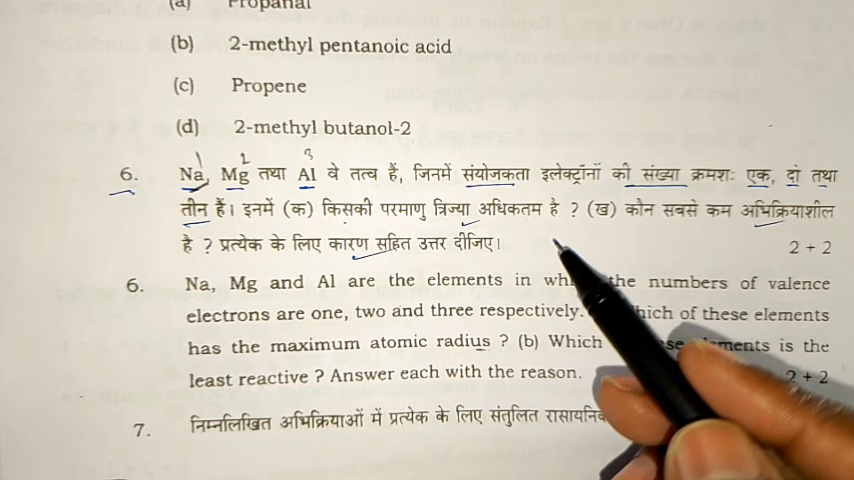 (a) Propanal
(b) 2-methyl pentanoic acid
(c) Propene
(d) 2-methyl butanol-2
1 2 3
6. Na, Mg तथा Al वे तत्व हैं, जिनमें संयोजकता इलेक्ट्रॉनों की संख्या क्रमशः एक, दो तथा
तीन हैं। इनमें (क) किसकी परमाणु त्रिज्या अधिकतम है ? (ख) कौन सबसे कम अभिक्रियाशील
है ? प्रत्येक के लिए कारण सहित उत्तर दीजिए। 2 + 2
6. Na, Mg and Al are the elements in the numbers of valence
electrons are one, two and three respectively. of these elements
has the maximum atomic radius ? (b) Which is the
least reactive ? Answer each with the reason. 2 + 2
7. निम्नलिखित अभिक्रियाओं में प्रत्येक के लिए संतुलित